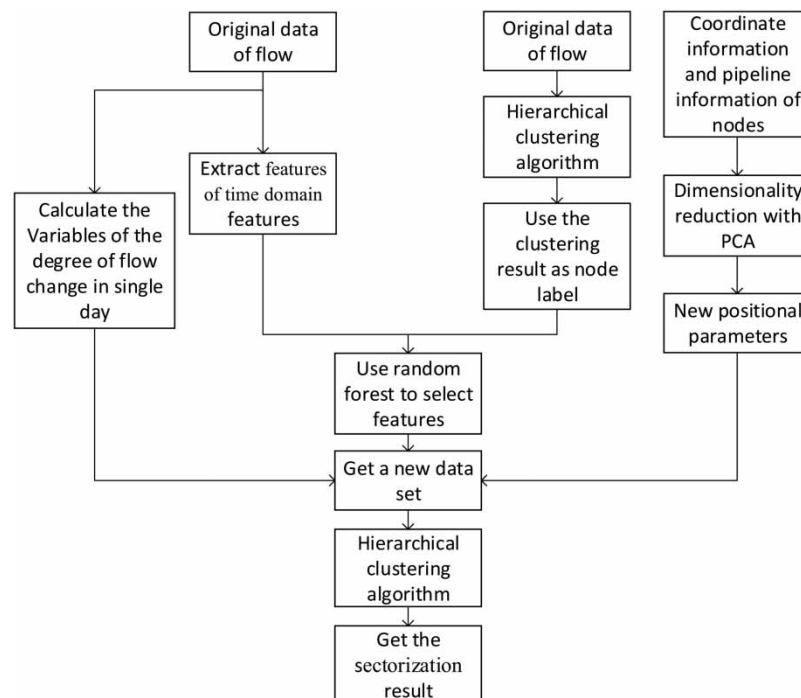 Original data
of flow
Original data
of flow
Coordinate
information
and pipeline
information of
nodes
Hierarchical
clustering
algorithm
Extract features
of time domain
features
Calculate the
Variables of the
degree of flow
change in single
day
Use the
clustering
result as node
label
Dimensionality
reduction with
PCA
New positional
parameters
Use random
forest to select
features
Get a new data
set
Hierarchical
clustering
algorithm
Get the
sectorization
result